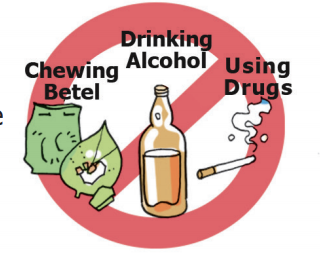 Drinking
Alcohol
Chewing
Betel
Using
Drugs
e